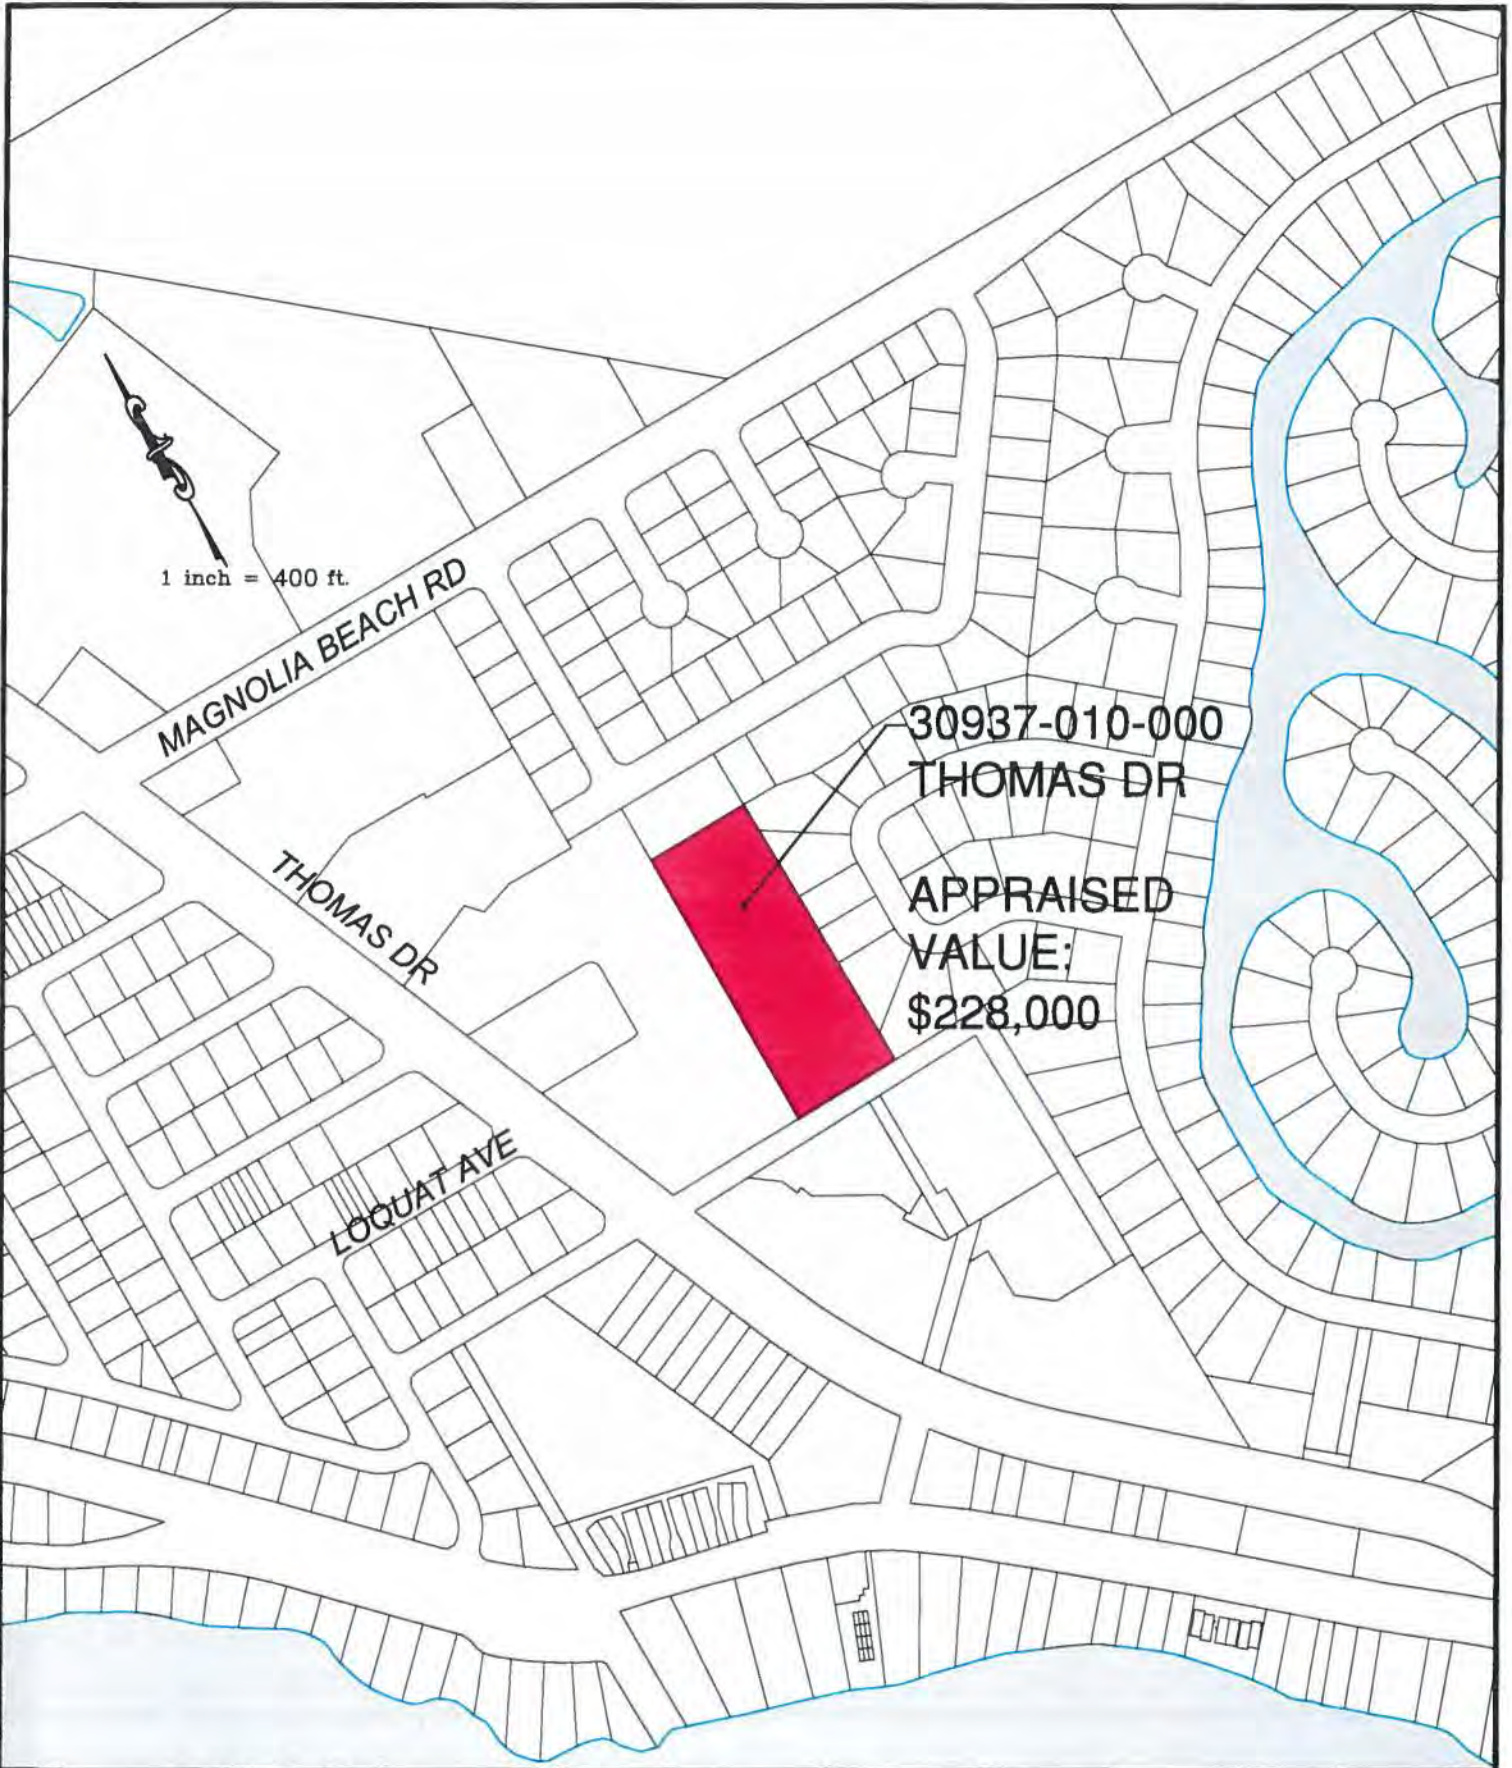 1 inch = 400 ft.
MAGNOLIA BEACH RD
30937-010-000
THOMAS DR
THOMAS DR
APPRAISED
VALUE:
$228,000
LOQUAT AVE